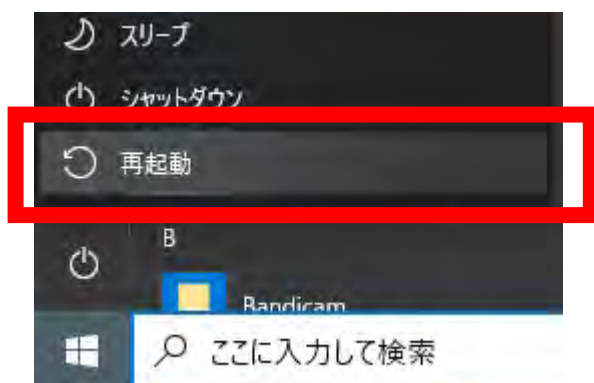 スリープ
シャットダウン
再起動
B
Bandicam
ここに入力して検索